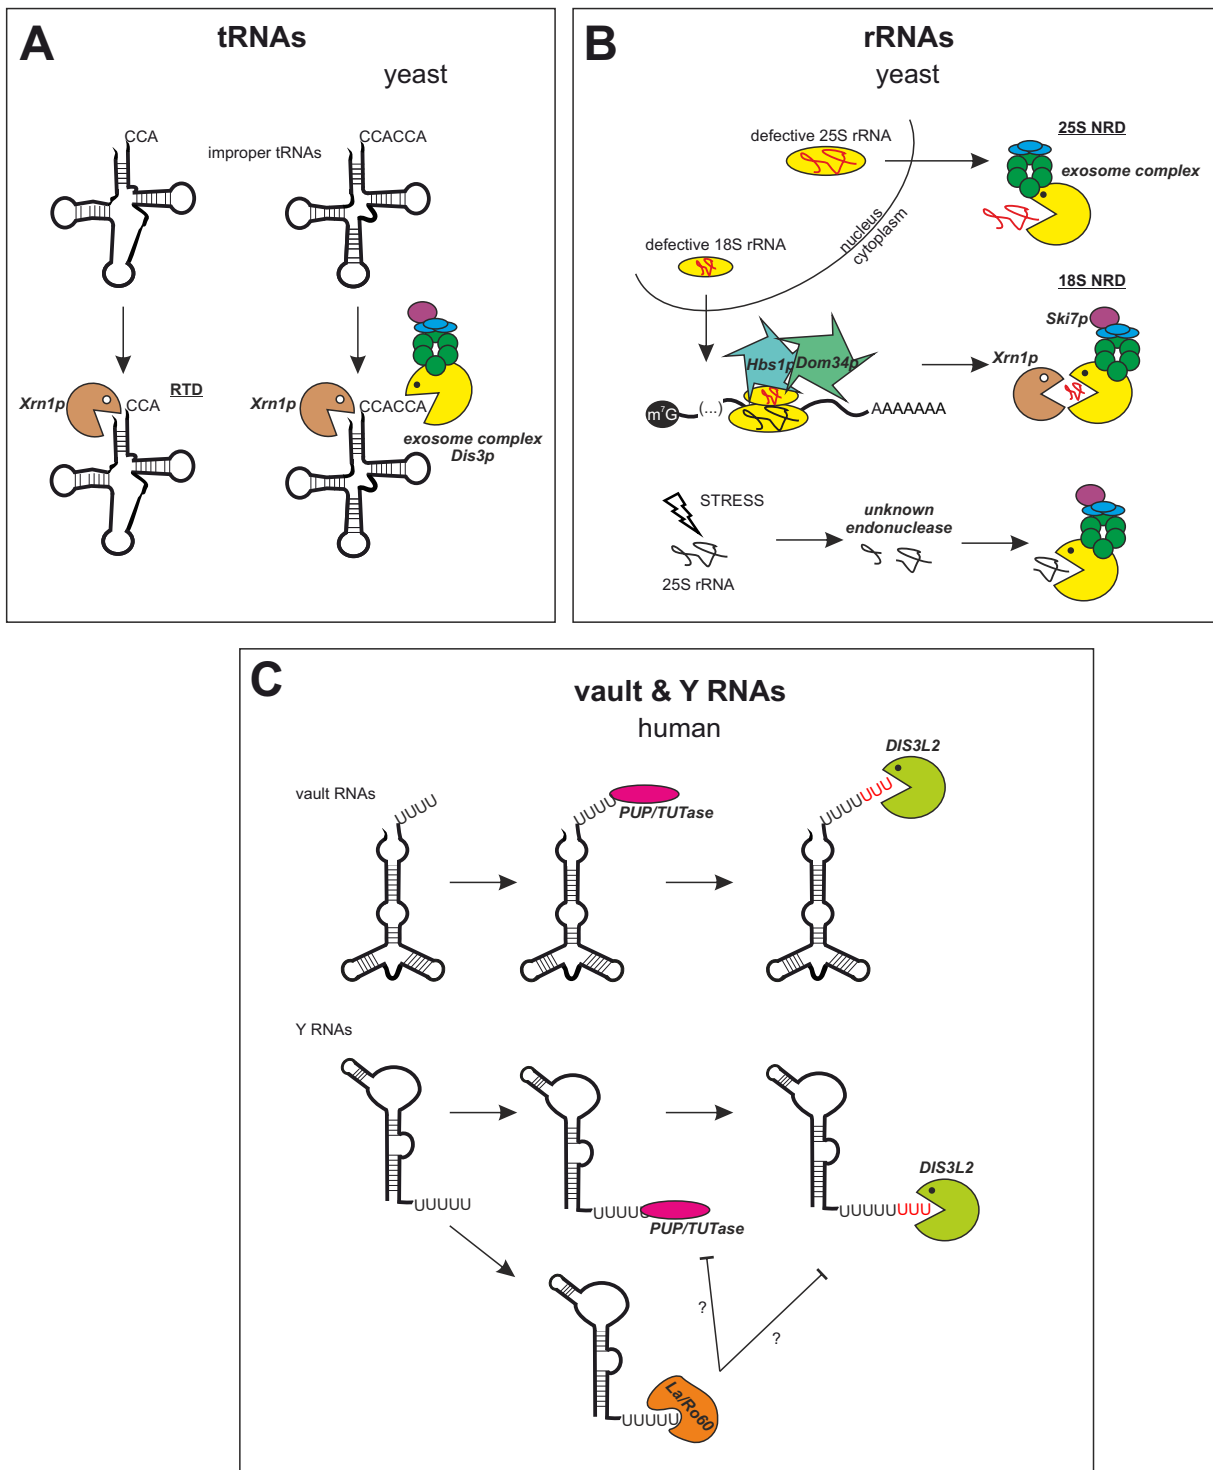 A
tRNAs
yeast
CCA
improper tRNAs
CCACCA
Xrn1p
CCA
RTD
Xrn1p
CCACCA
exosome complex
Dis3p
B
rRNAs
yeast
defective 25S rRNA
25S NRD
exosome complex
nucleus
cytoplasm
defective 18S rRNA
18S NRD
Ski7p
Hbs1p
Dom34p
Xrn1p
m⁷G
(...)
AAAAAAA
STRESS
25S rRNA
unknown
endonuclease
C
vault & Y RNAs
human
vault RNAs
UUUU
UUUU
PUP/TUTase
UUUUUUU
DIS3L2
Y RNAs
UUUUU
UUUUU
PUP/TUTase
UUUUUUUU
DIS3L2
?
?
UUUUU
La/Ro60